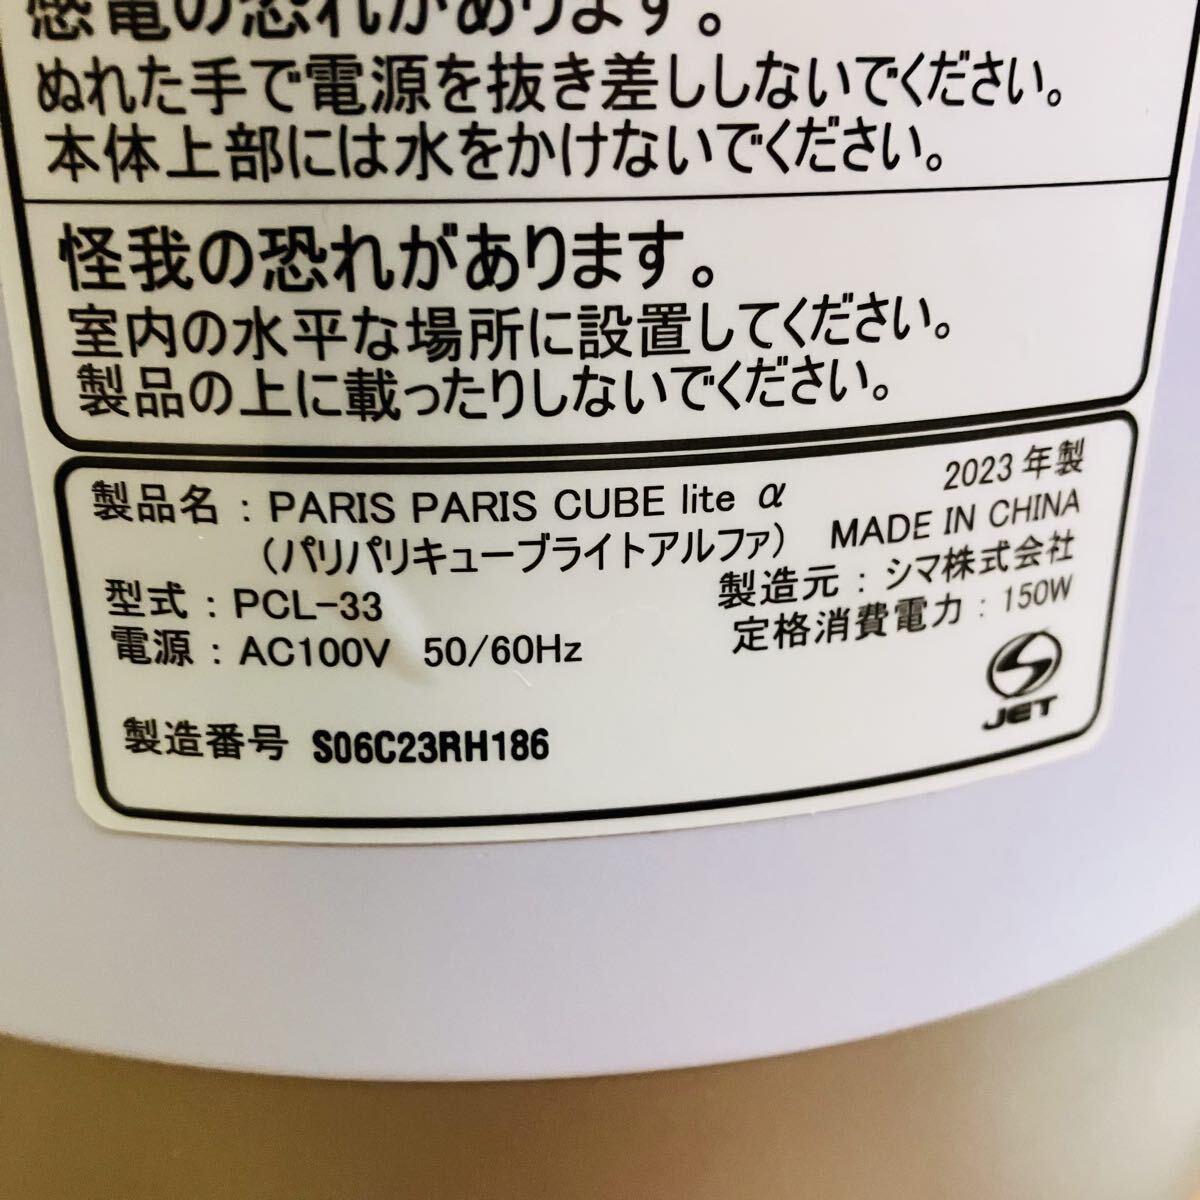 感電の恐れがあります。
ぬれた手で電源を抜き差ししないでください。
本体上部には水をかけないでください。
怪我の恐れがあります。
室内の水平な場所に設置してください。
製品の上に載ったりしないでください。
製品名：PARIS PARIS CUBE lite α
（パリパリキューブライトアルファ）
型式：PCL-33
電源：AC100V 50/60Hz
製造番号 S06C23RH186
2023年製
MADE IN CHINA
製造元：シマ株式会社
定格消費電力：150W
JET